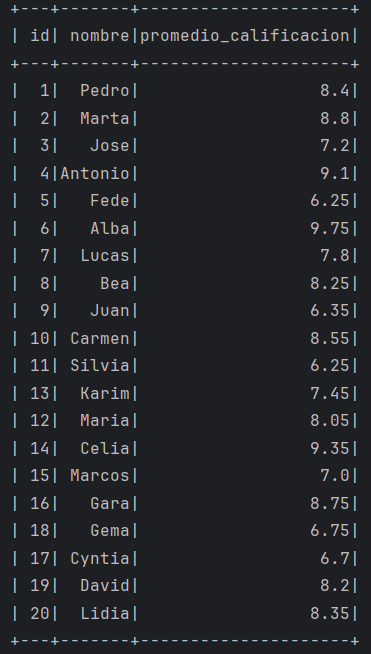 +---+-------+--------------------+
| id| nombre|promedio_calificacion|
+---+-------+---------------------+
|  1|  Pedro|                  8.4|
|  2|  Marta|                  8.8|
|  3|   Jose|                  7.2|
|  4|Antonio|                  9.1|
|  5|   Fede|                 6.25|
|  6|   Alba|                 9.75|
|  7|  Lucas|                  7.8|
|  8|    Bea|                 8.25|
|  9|   Juan|                 6.35|
| 10| Carmen|                 8.55|
| 11| Silvia|                 6.25|
| 13|  Karim|                 7.45|
| 12|  Maria|                 8.05|
| 14|  Celia|                 9.35|
| 15| Marcos|                  7.0|
| 16|   Gara|                 8.75|
| 18|   Gema|                 6.75|
| 17| Cyntia|                  6.7|
| 19|  David|                  8.2|
| 20|  Lidia|                 8.35|
+---+-------+---------------------+